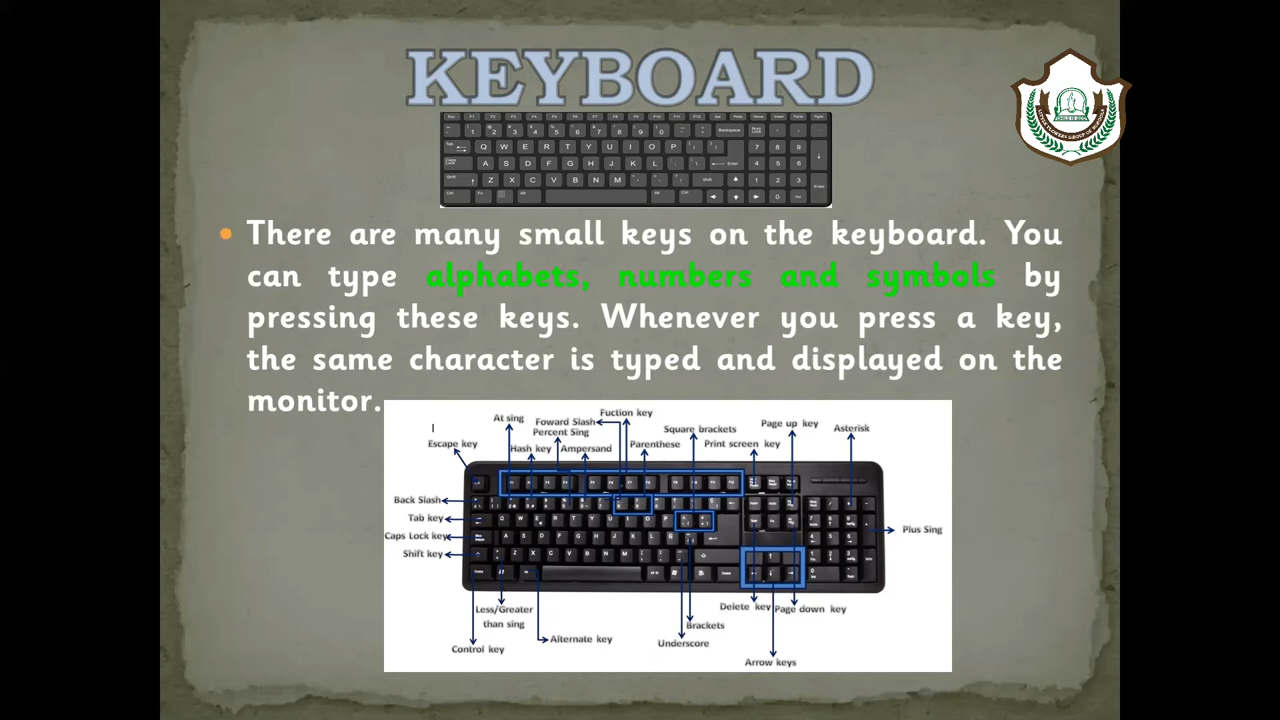 KEYBOARD
There are many small keys on the keyboard. You
can type alphabets, numbers and symbols by
pressing these keys. Whenever you press a key,
the same character is typed and displayed on the
monitor.
Fuction key
At sing
Foward Slash
Page up key
Square brackets
Asterisk
Percent Sing
Escape key
Hash key
Ampersand
Parenthese
Print screen key
Back Slash
Tab key
Plus Sing
Caps Lock key
Shift key
Less/Greater
than sing
Delete key
Page down key
Brackets
Alternate key
Underscore
Control key
Arrow keys